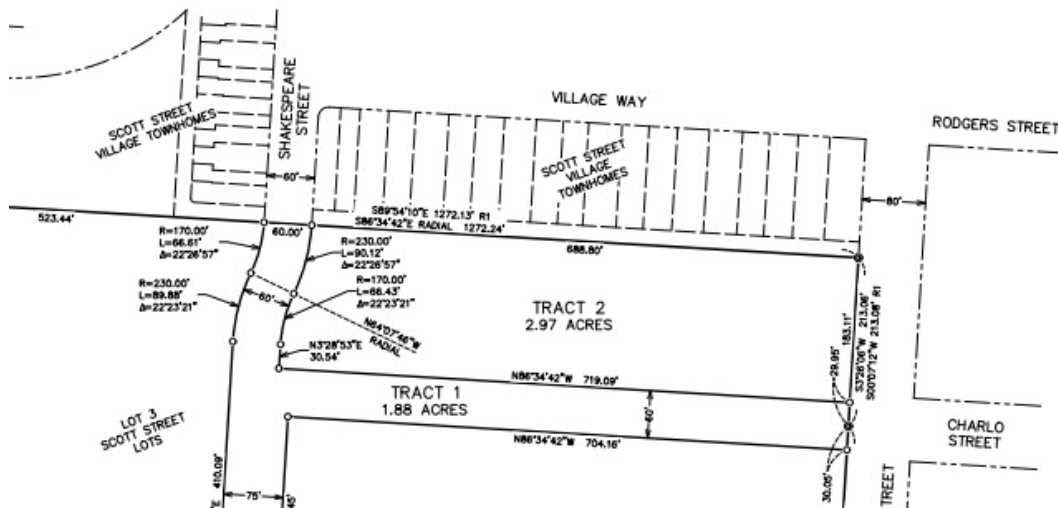 VILLAGE WAY
RODGERS STREET
SHAKESPEARE
STREET
SCOTT STREET
VILLAGE TOWNHOMES
SCOTT STREET
VILLAGE
TOWNHOMES
60'
80'
523.44'
60.00'
S89°54'10"E 1272.13' R1
S86°34'42"E RADIAL 1272.24'
688.80'
R=170.00'
L=66.61'
Δ=22°26'57"
R=230.00'
L=90.12'
Δ=22°26'57"
R=230.00'
L=89.88'
Δ=22°23'21"
R=170.00'
L=66.43'
Δ=22°23'21"
60'
N64°07'46"W
RADIAL
N3°28'53"E
30.54'
TRACT 2
2.97 ACRES
183.11'
S3°26'06"W 213.06'
S00°07'12"W 213.08' R1
29.95'
N86°34'42"W 719.09'
TRACT 1
1.88 ACRES
60'
N86°34'42"W 704.16'
LOT 3
SCOTT STREET
LOTS
CHARLO
STREET
30.05'
STREET
410.09'
"E
75'
45'